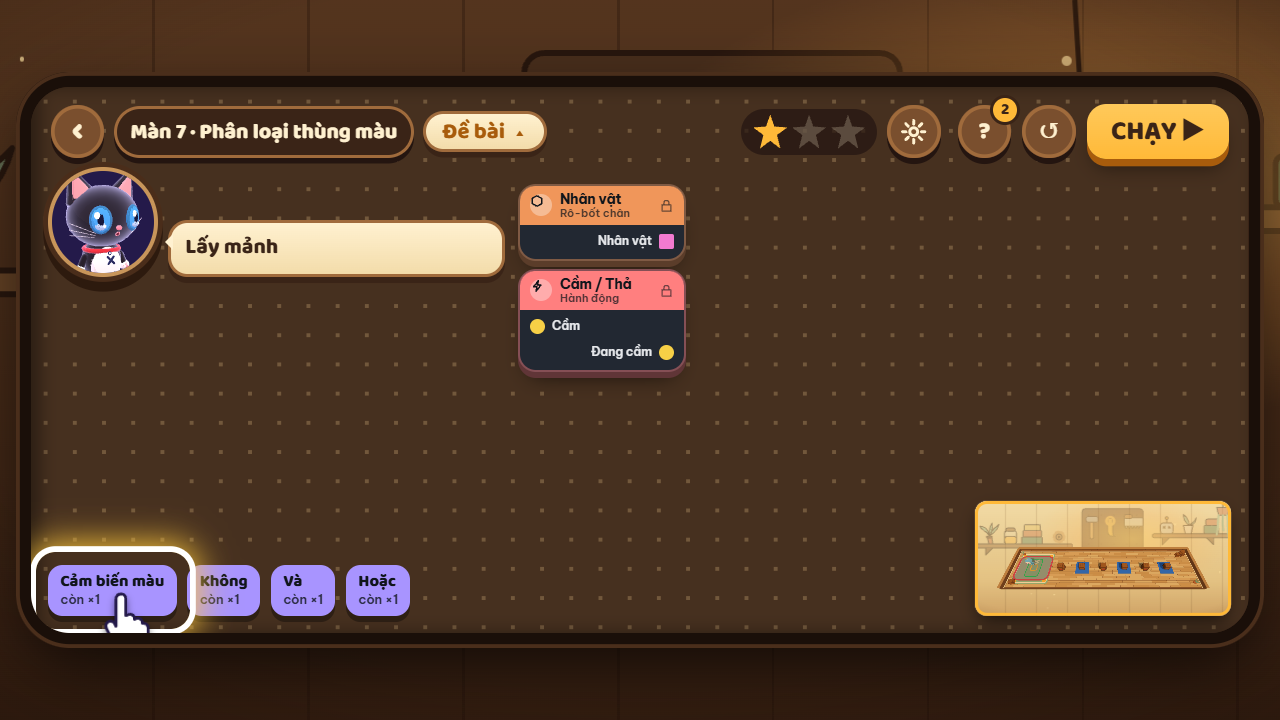 Màn 7 · Phân loại thùng màu
Đề bài ▲
2
?
CHẠY
Lấy mảnh
Nhân vật
Rô-bốt chân
Nhân vật
Cầm / Thả
Hành động
Cầm
Đang cầm
Cảm biến màu
còn ×1
Không
còn ×1
Và
còn ×1
Hoặc
còn ×1